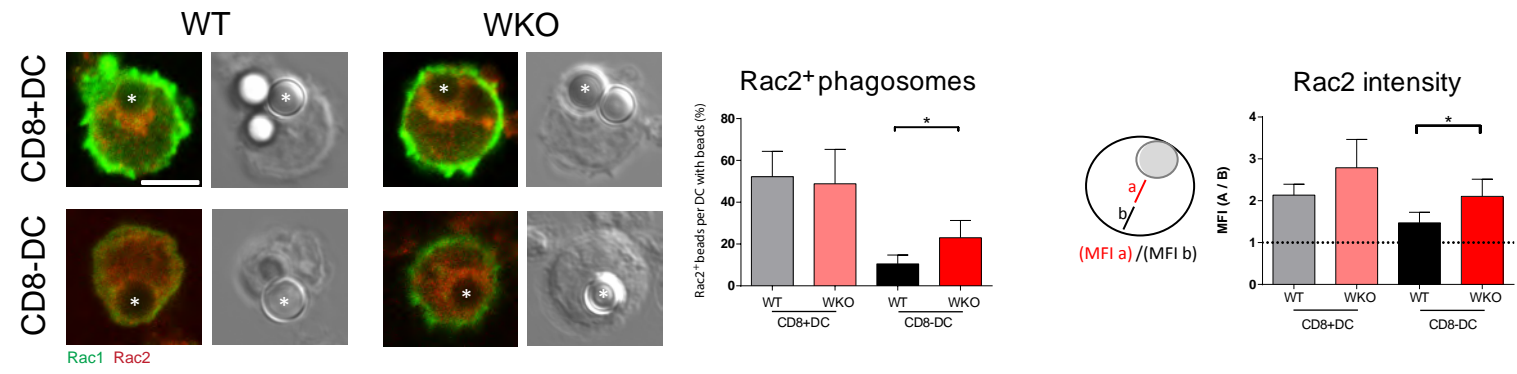 WT
WKO
CD8+DC
*
*
*
*
CD8-DC
*
*
*
*
Rac1 Rac2
Rac2+ phagosomes
Rac2+ beads per DC with beads (%)
80
60
40
20
0
*
WT
WKO
WT
WKO
CD8+DC
CD8-DC
a
b
(MFI a) /(MFI b)
Rac2 intensity
MFI (A / B)
4
3
2
1
0
*
WT
WKO
WT
WKO
CD8+DC
CD8-DC